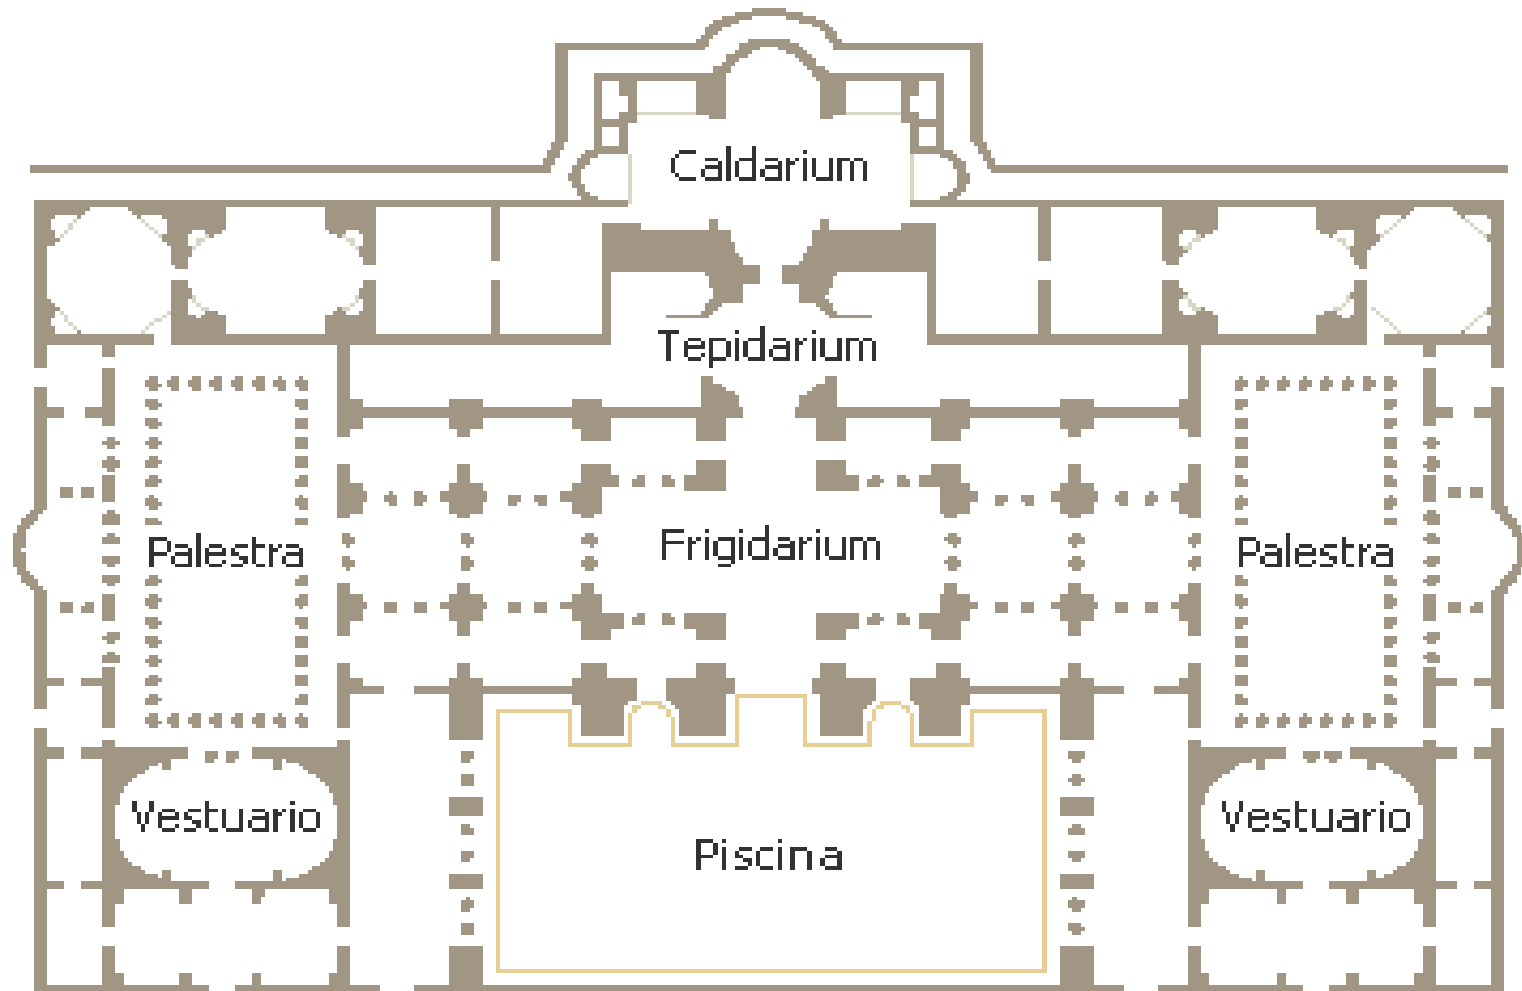 Caldarium
Tepidarium
Frigidarium
Palestra
Palestra
Vestuario
Vestuario
Piscina